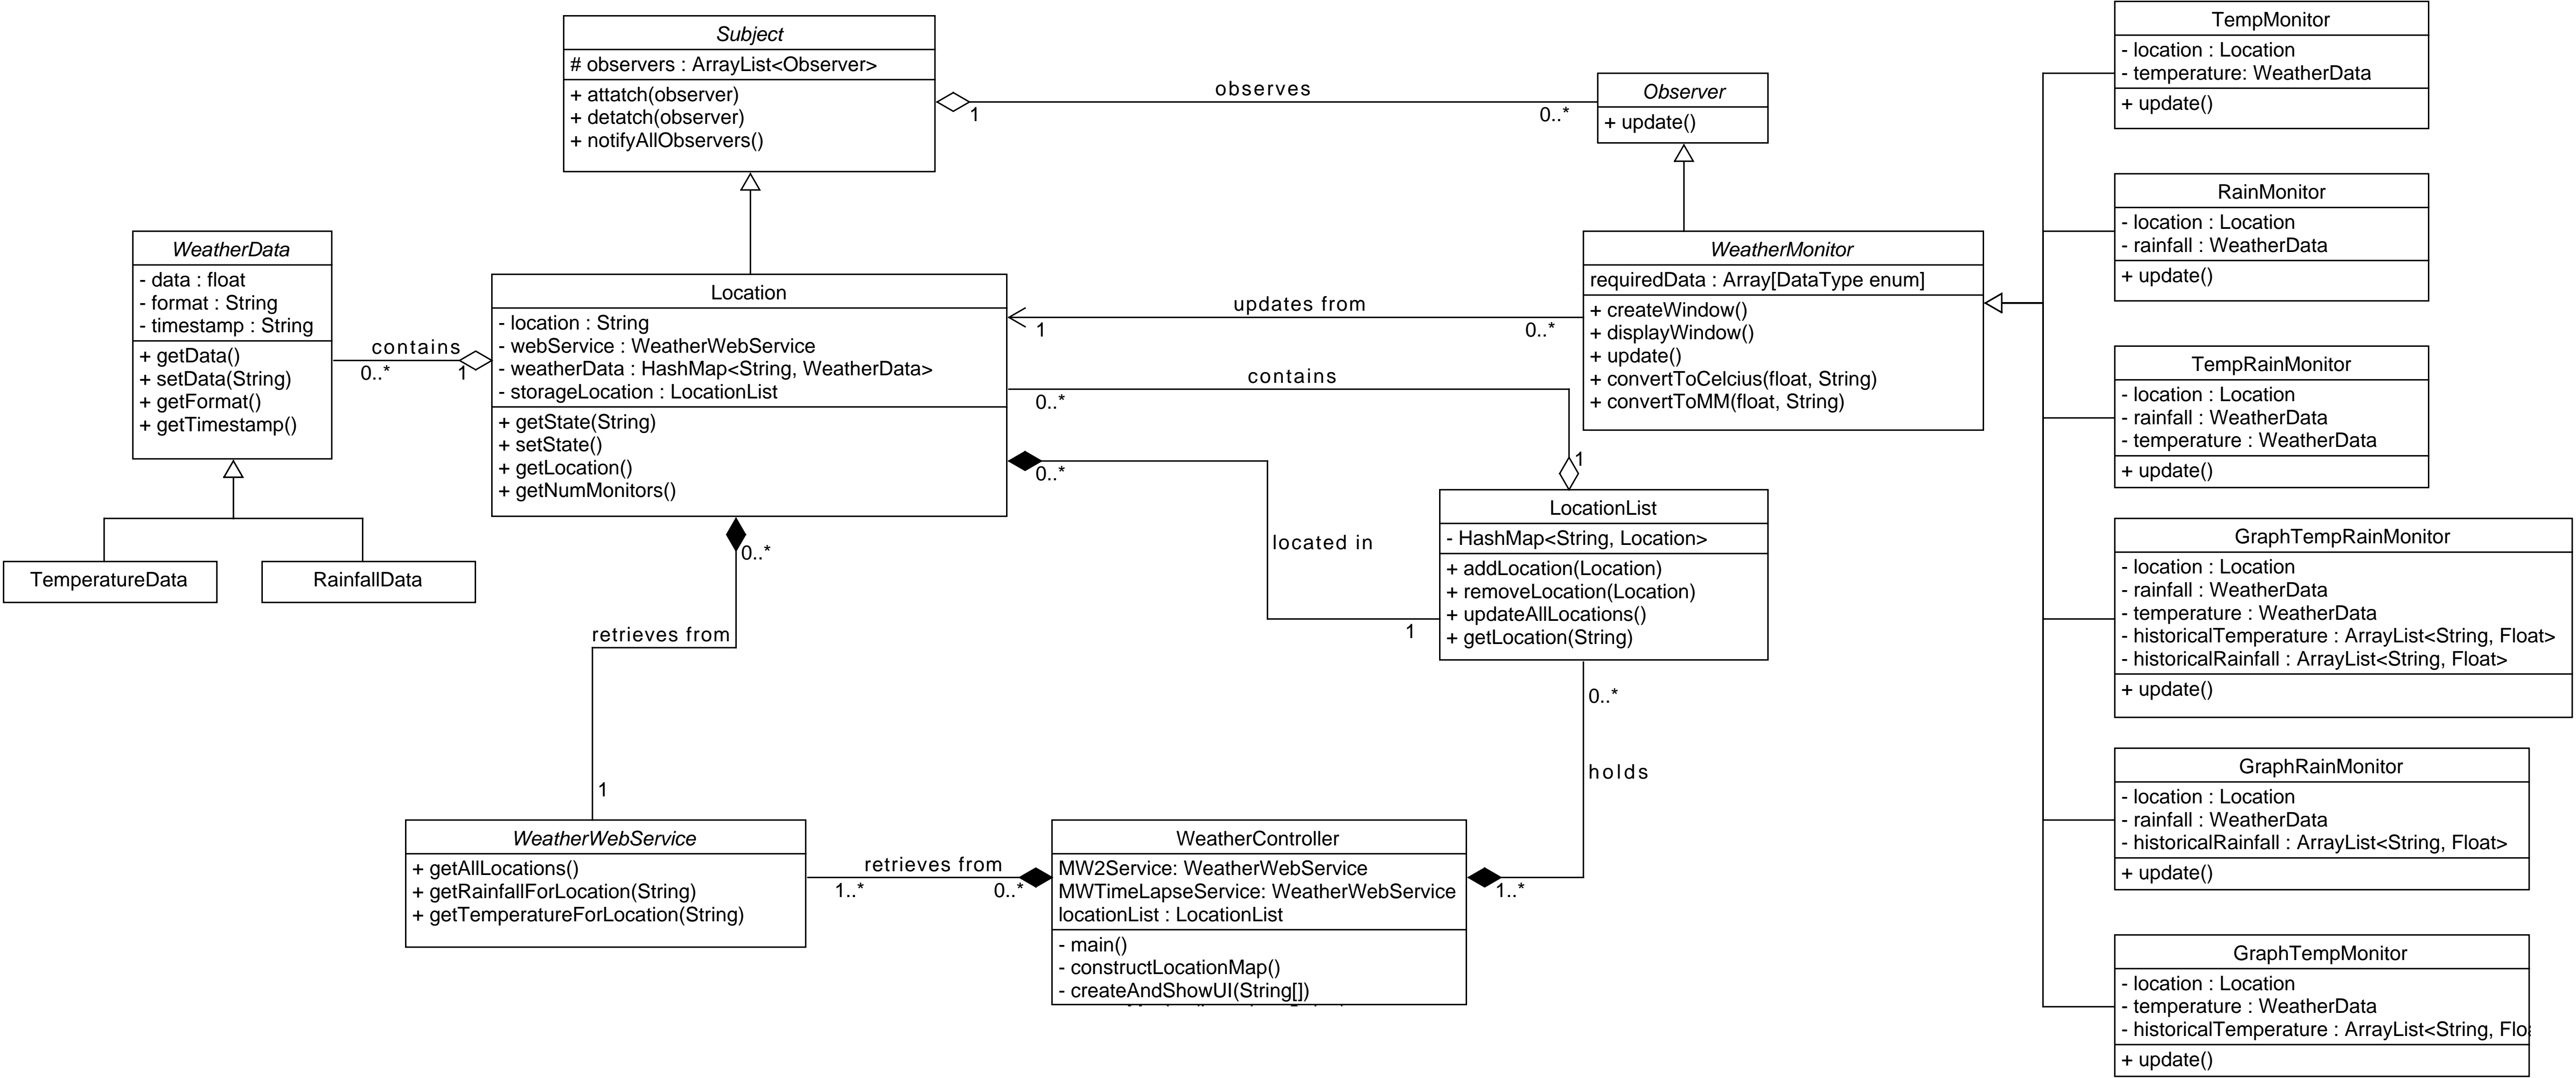 Subject
# observers : ArrayList<Observer>
+ attatch(observer)
+ detatch(observer)
+ notifyAllObservers()
observes
1
0..*
Observer
+ update()
WeatherData
- data : float
- format : String
- timestamp : String
+ getData()
+ setData(String)
+ getFormat()
+ getTimestamp()
contains
0..*
1
TemperatureData
RainfallData
Location
- location : String
- webService : WeatherWebService
- weatherData : HashMap<String, WeatherData>
- storageLocation : LocationList
+ getState(String)
+ setState()
+ getLocation()
+ getNumMonitors()
updates from
1
0..*
contains
0..*
1
0..*
located in
1
WeatherMonitor
requiredData : Array[DataType enum]
+ createWindow()
+ displayWindow()
+ update()
+ convertToCelcius(float, String)
+ convertToMM(float, String)
LocationList
- HashMap<String, Location>
+ addLocation(Location)
+ removeLocation(Location)
+ updateAllLocations()
+ getLocation(String)
0..*
retrieves from
1
0..*
holds
1..*
WeatherWebService
+ getAllLocations()
+ getRainfallForLocation(String)
+ getTemperatureForLocation(String)
retrieves from
1..*
0..*
WeatherController
MW2Service: WeatherWebService
MWTimeLapseService: WeatherWebService
locationList : LocationList
- main()
- constructLocationMap()
- createAndShowUI(String[])
TempMonitor
- location : Location
- temperature: WeatherData
+ update()
RainMonitor
- location : Location
- rainfall : WeatherData
+ update()
TempRainMonitor
- location : Location
- rainfall : WeatherData
- temperature : WeatherData
+ update()
GraphTempRainMonitor
- location : Location
- rainfall : WeatherData
- temperature : WeatherData
- historicalTemperature : ArrayList<String, Float>
- historicalRainfall : ArrayList<String, Float>
+ update()
GraphRainMonitor
- location : Location
- rainfall : WeatherData
- historicalRainfall : ArrayList<String, Float>
+ update()
GraphTempMonitor
- location : Location
- temperature : WeatherData
- historicalTemperature : ArrayList<String, Flo
+ update()